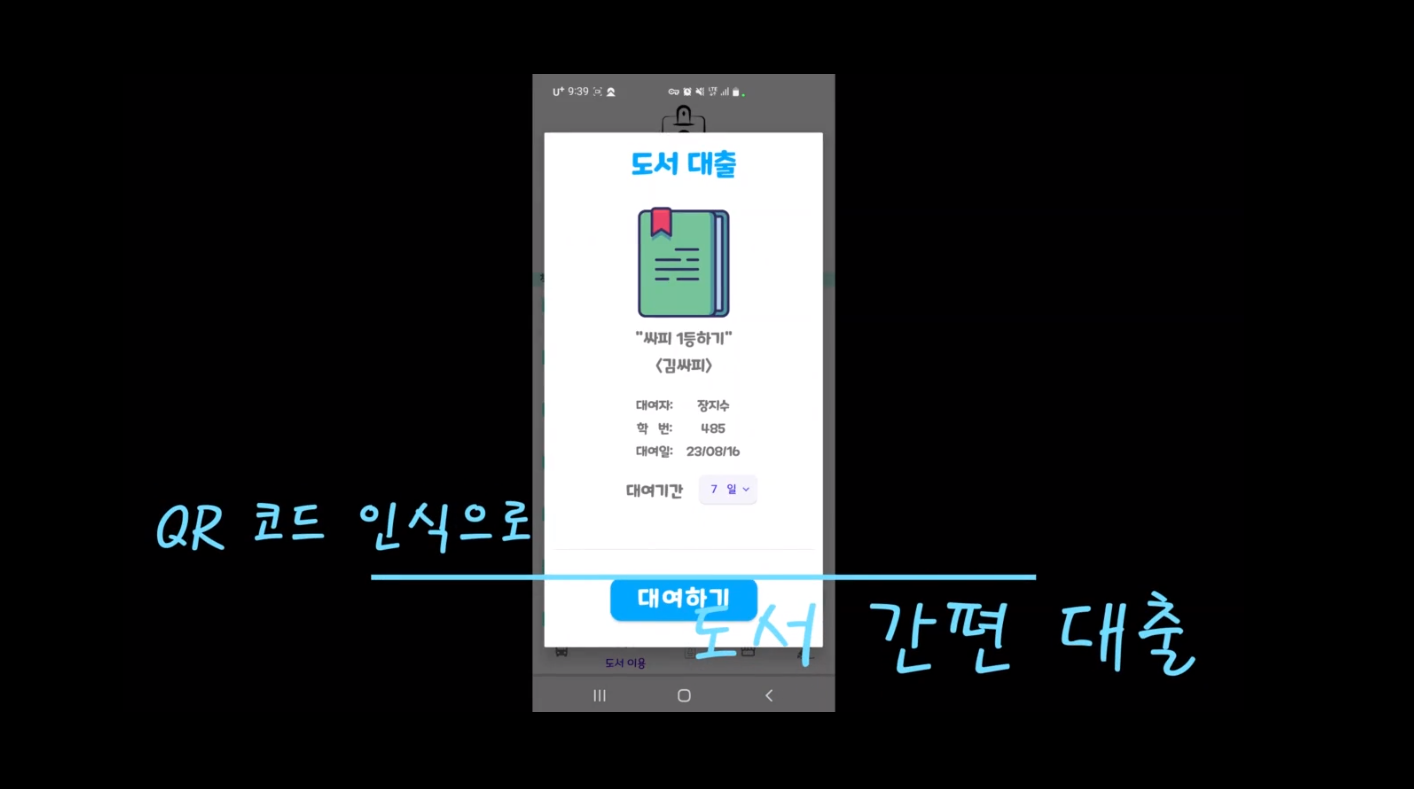 U+ 9:39
도서 대출
"싸피 1등하기"
<김싸피>
대여자: 장지수
학 번: 485
대여일: 23/08/16
대여기간 7 일
QR 코드 인식으로
대여하기
도서 간편 대출
도서 이용